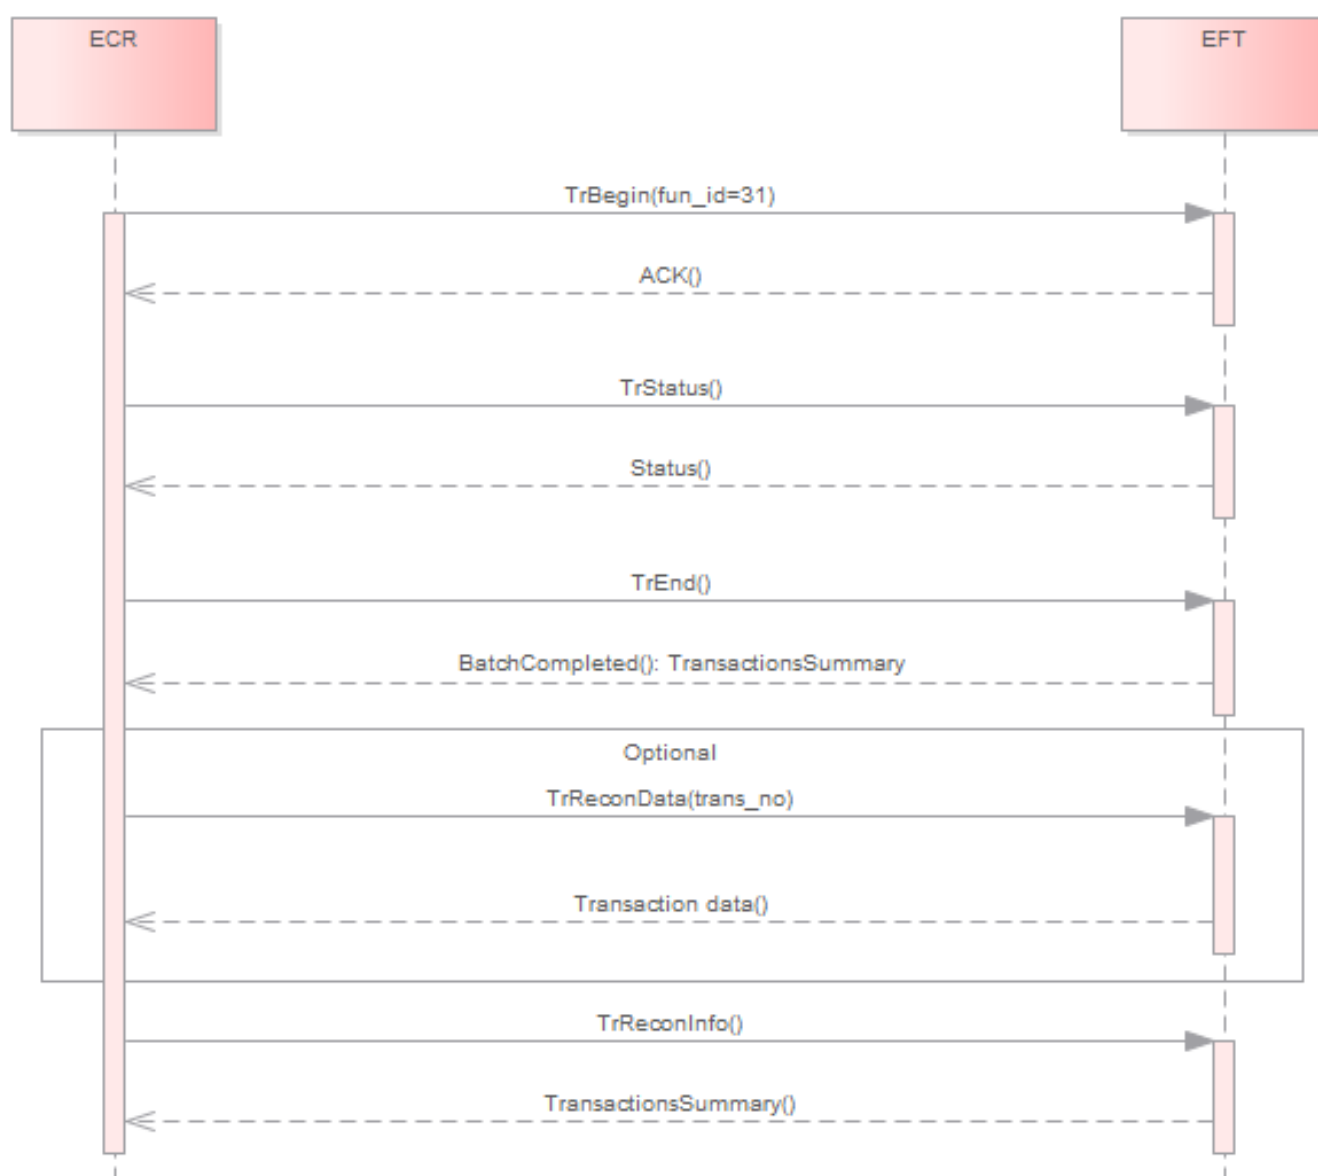 ECR
EFT
TrBegin(fun_id=31)
ACK()
TrStatus()
Status()
TrEnd()
BatchCompleted(): TransactionsSummary
Optional
TrReconData(trans_no)
Transaction data()
TrReconInfo()
TransactionsSummary()